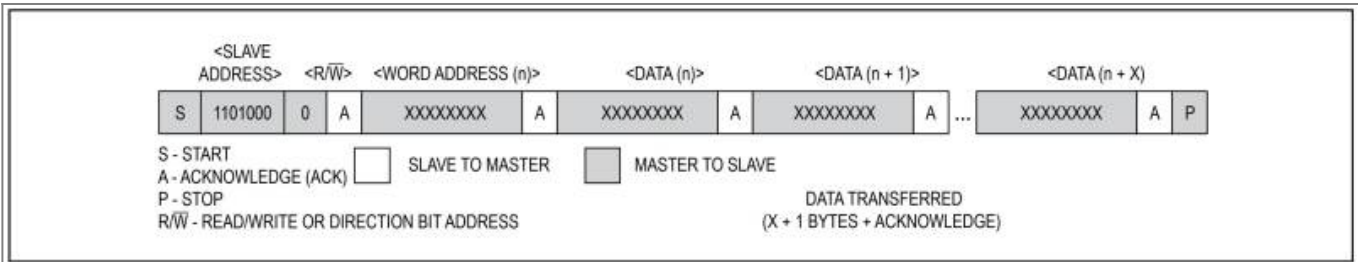 <SLAVE
ADDRESS> <R/W̅> <WORD ADDRESS (n)> <DATA (n)> <DATA (n + 1)> <DATA (n + X)
S 1101000 0 A XXXXXXXX A XXXXXXXX A XXXXXXXX A ... XXXXXXXX A P
S - START
A - ACKNOWLEDGE (ACK) SLAVE TO MASTER MASTER TO SLAVE
P - STOP DATA TRANSFERRED
R/W̅ - READ/WRITE OR DIRECTION BIT ADDRESS (X + 1 BYTES + ACKNOWLEDGE)